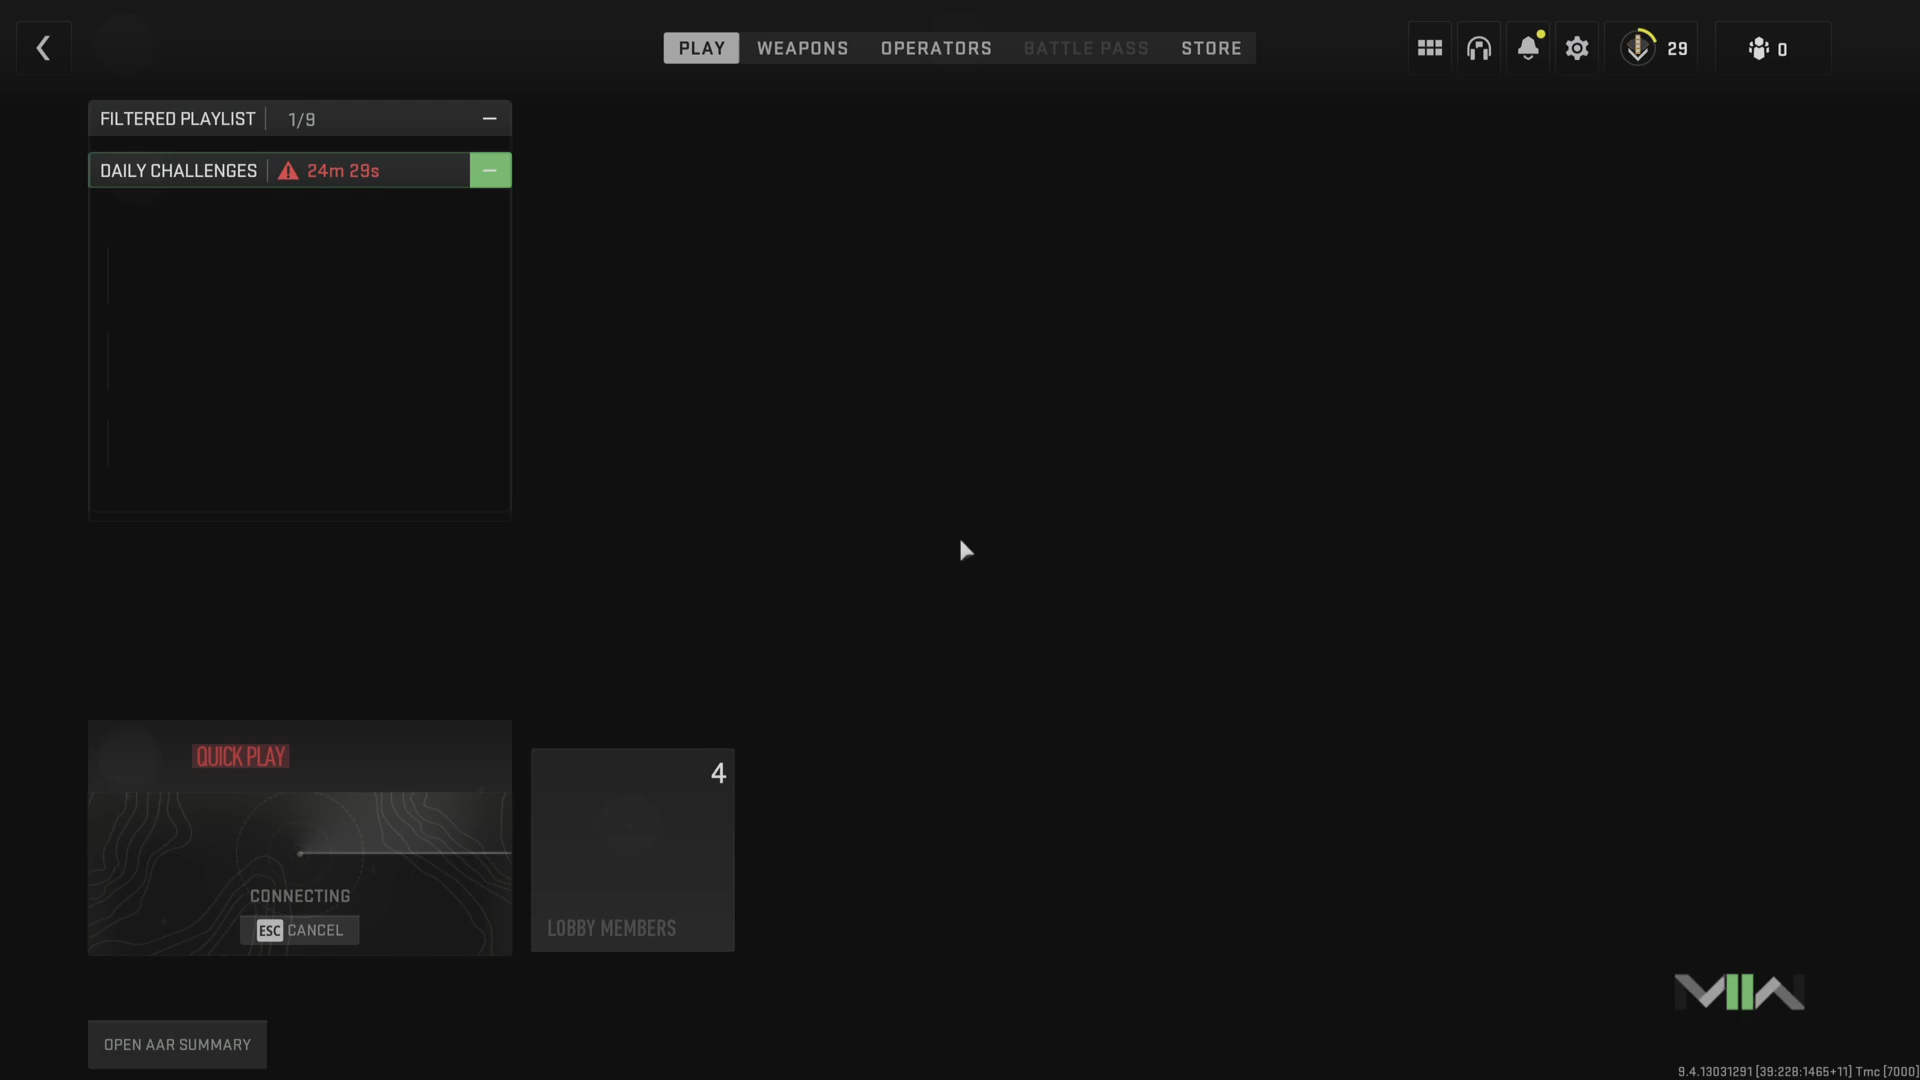 PLAY WEAPONS OPERATORS BATTLE PASS STORE 29 0
FILTERED PLAYLIST 1/9
DAILY CHALLENGES 24m 29s
QUICK PLAY
CONNECTING
ESC CANCEL
4
LOBBY MEMBERS
MIIW
OPEN AAR SUMMARY
9.4.13031291 [39:228:1465+11] Tmc [7000]